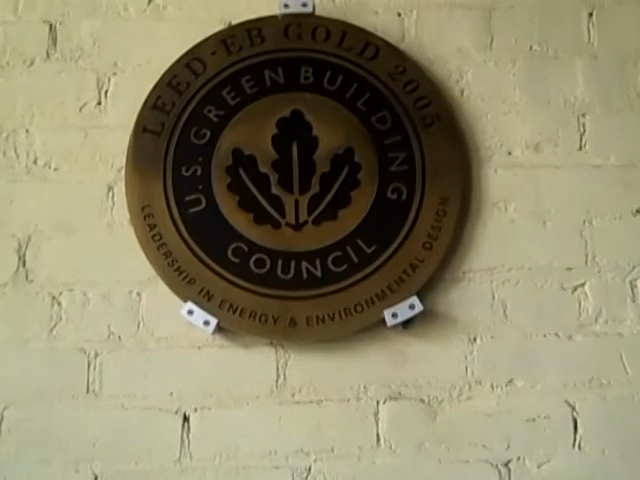 LEED-EB GOLD 2005
U.S. GREEN BUILDING
COUNCIL
LEADERSHIP IN ENERGY & ENVIRONMENTAL DESIGN